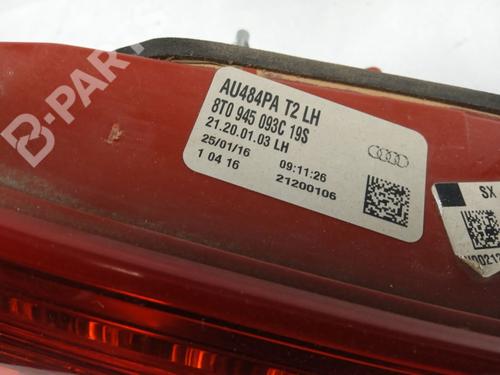 AU484PA T2 LH
8T0 945 093C 19S
21.20.01.03 LH
25/01/16 09:11:26
1 04 16 21200106
SX
B